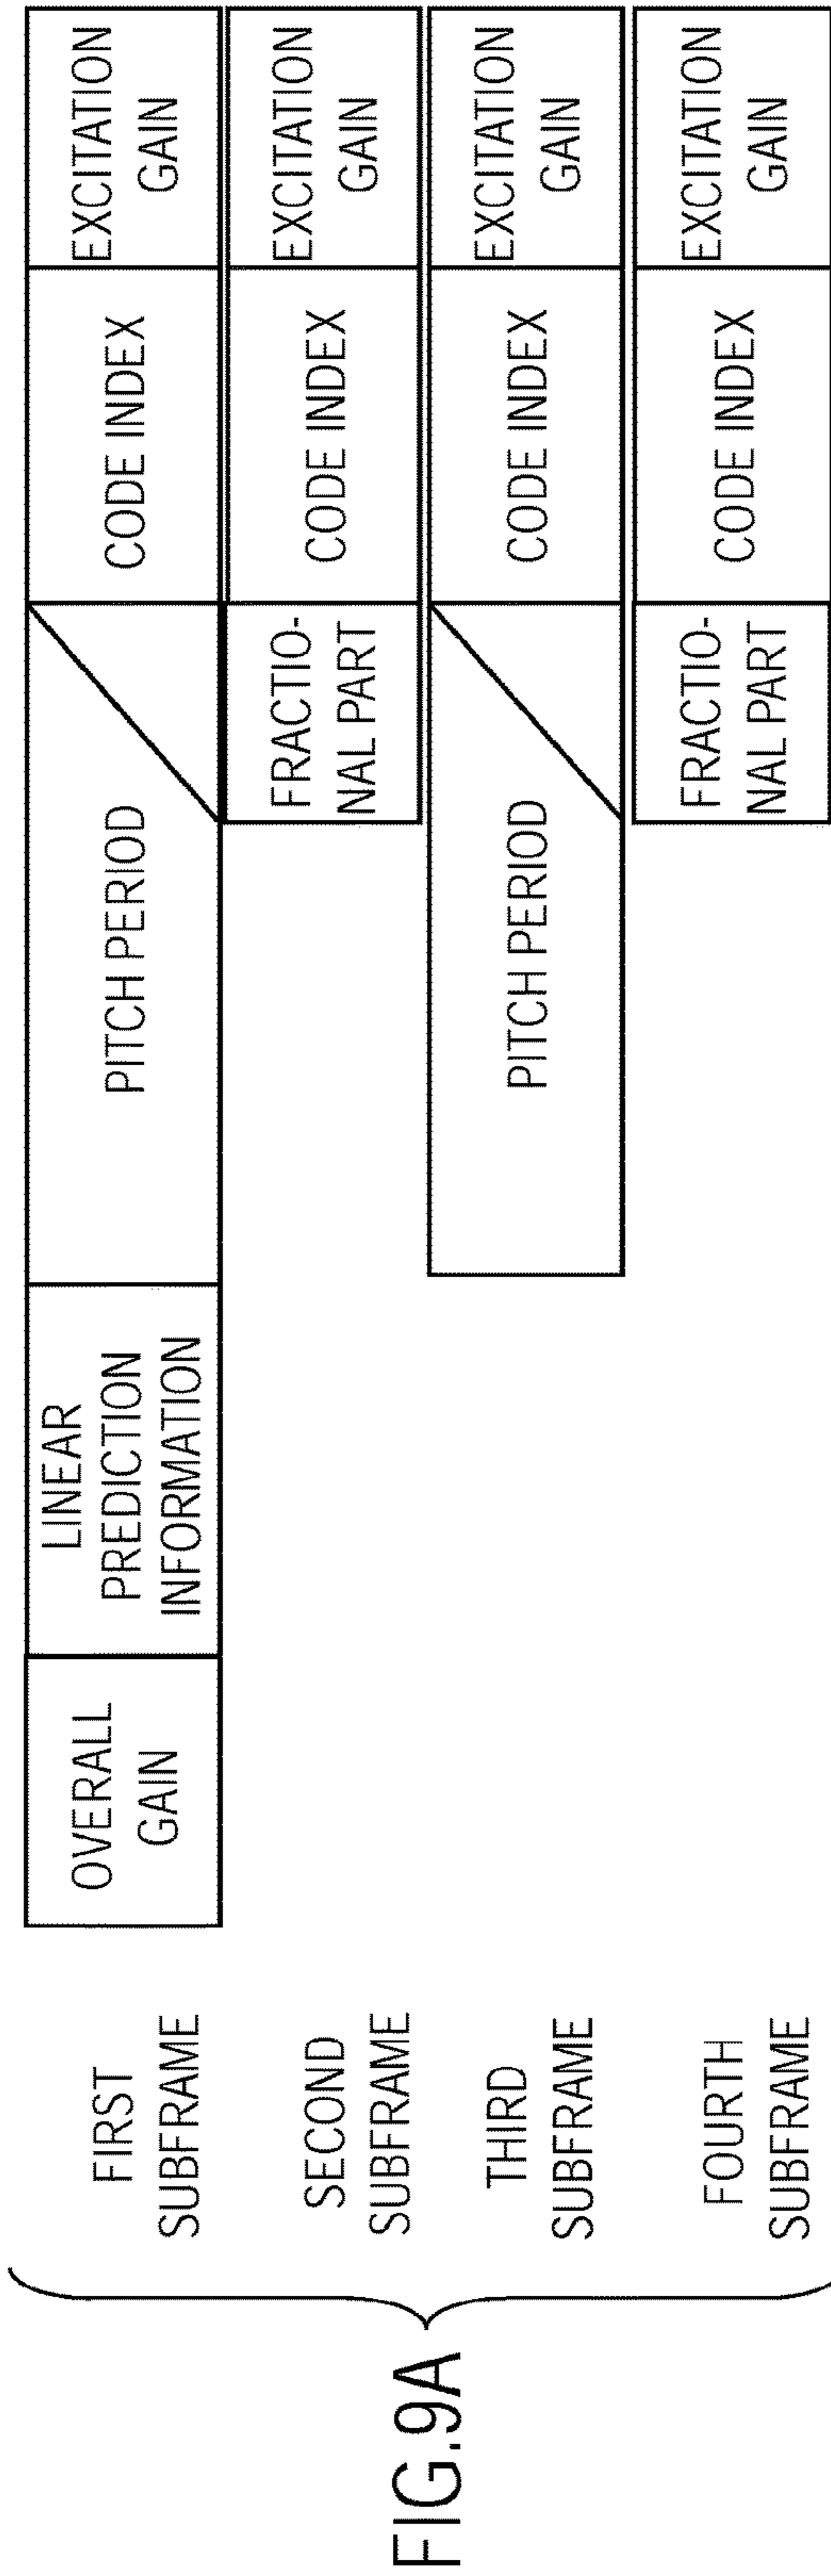 FIG.9A
FIRST
SUBFRAME
OVERALL
GAIN
LINEAR
PREDICTION
INFORMATION
PITCH PERIOD
CODE INDEX
EXCITATION
GAIN
SECOND
SUBFRAME
FRACTIO-
NAL PART
CODE INDEX
EXCITATION
GAIN
THIRD
SUBFRAME
PITCH PERIOD
CODE INDEX
EXCITATION
GAIN
FOURTH
SUBFRAME
FRACTIO-
NAL PART
CODE INDEX
EXCITATION
GAIN